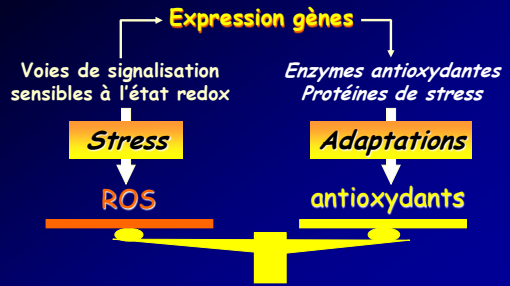 Expression gènes
Voies de signalisation
sensibles à l'état redox
Enzymes antioxydantes
Protéines de stress
Stress
Adaptations
ROS
antioxydants